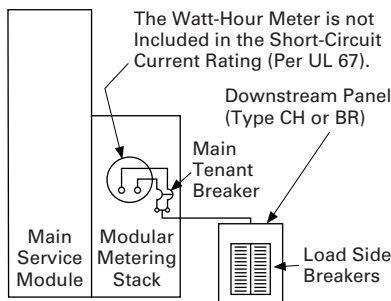 The Watt-Hour Meter is not
Included in the Short-Circuit
Current Rating (Per UL 67).
Downstream Panel
(Type CH or BR)
Main
Tenant
Breaker
Main
Service
Module
Modular
Metering
Stack
Load Side
Breakers